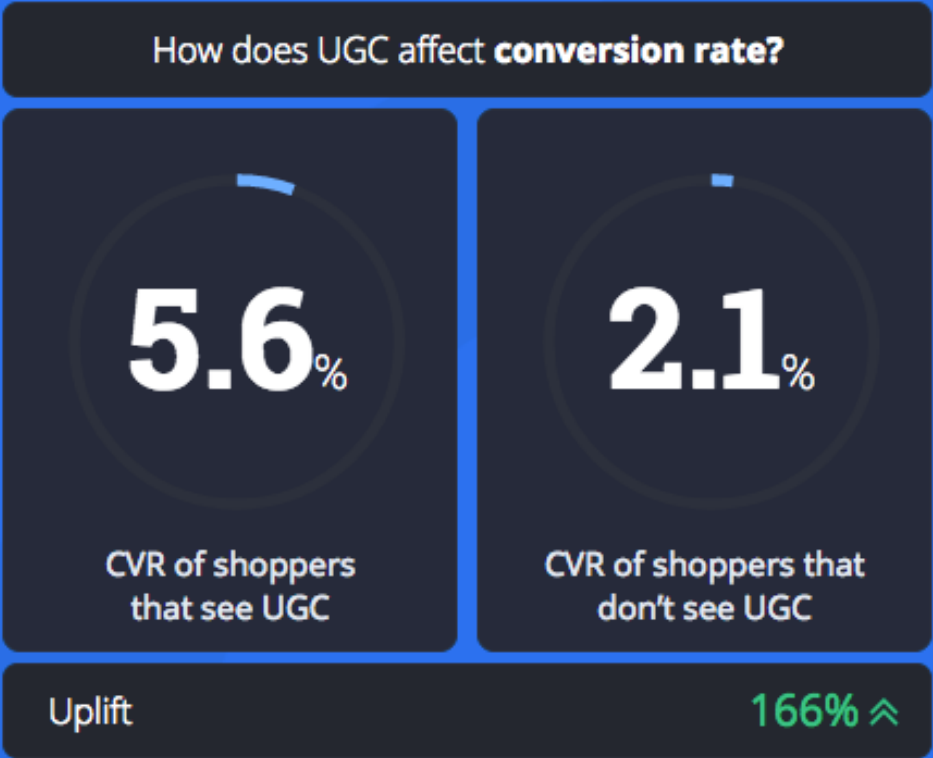 How does UGC affect conversion rate?
5.6%
CVR of shoppers
that see UGC
2.1%
CVR of shoppers that
don't see UGC
Uplift
166%